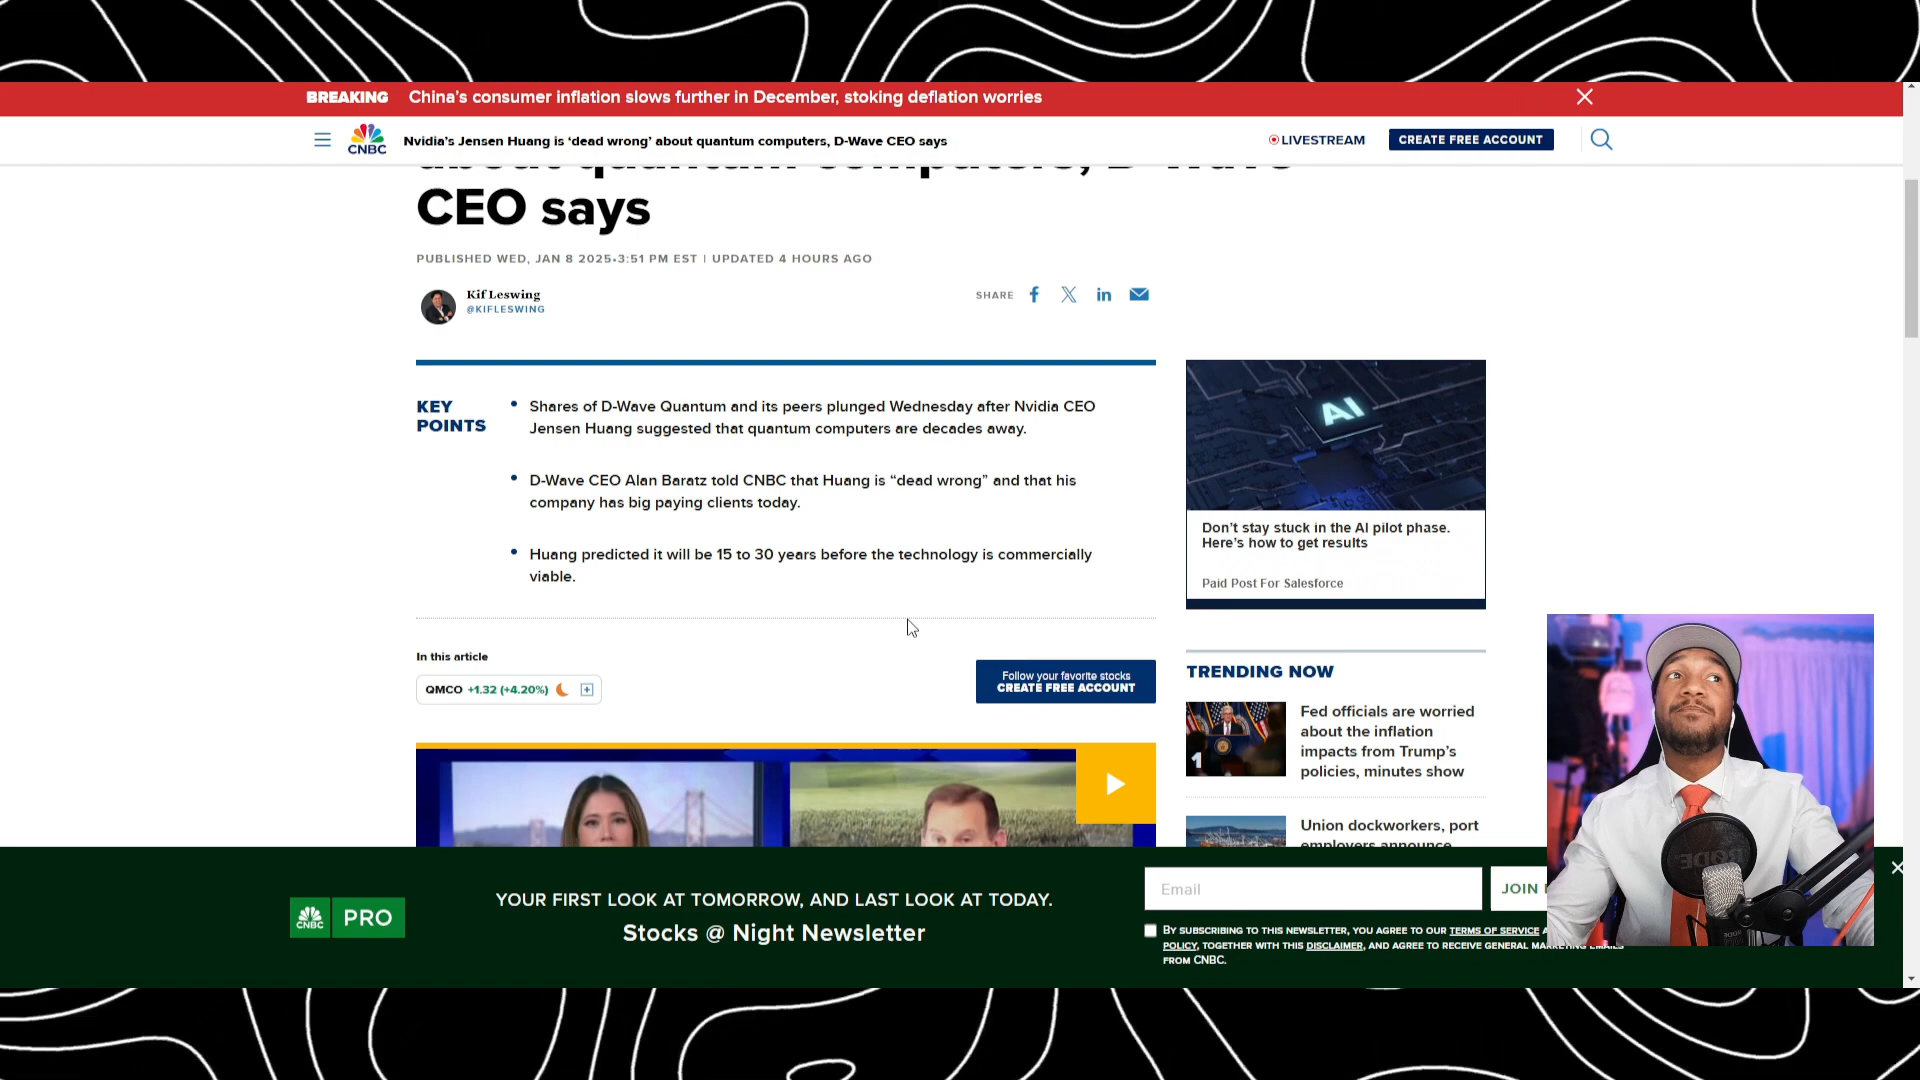 BREAKING China's consumer inflation slows further in December, stoking deflation worries
CNBC Nvidia's Jensen Huang is ‘dead wrong’ about quantum computers, D-Wave CEO says LIVESTREAM CREATE FREE ACCOUNT
about quantum computers, D-Wave
CEO says
PUBLISHED WED, JAN 8 2025•3:51 PM EST | UPDATED 4 HOURS AGO
Kif Leswing
@KIFLESWING
SHARE
KEY
POINTS
Shares of D-Wave Quantum and its peers plunged Wednesday after Nvidia CEO
Jensen Huang suggested that quantum computers are decades away.
D-Wave CEO Alan Baratz told CNBC that Huang is “dead wrong” and that his
company has big paying clients today.
Huang predicted it will be 15 to 30 years before the technology is commercially
viable.
In this article
QMCO +1.32 (+4.20%)
Follow your favorite stocks
CREATE FREE ACCOUNT
AI
Don't stay stuck in the AI pilot phase.
Here's how to get results
Paid Post For Salesforce
TRENDING NOW
1
Fed officials are worried
about the inflation
impacts from Trump's
policies, minutes show
Union dockworkers, port
employers announce
CNBC PRO
YOUR FIRST LOOK AT TOMORROW, AND LAST LOOK AT TODAY.
Stocks @ Night Newsletter
Email
JOIN
BY SUBSCRIBING TO THIS NEWSLETTER, YOU AGREE TO OUR TERMS OF SERVICE
POLICY, TOGETHER WITH THIS DISCLAIMER, AND AGREE TO RECEIVE GENERAL MARKETING EMAILS
FROM CNBC.
RODE